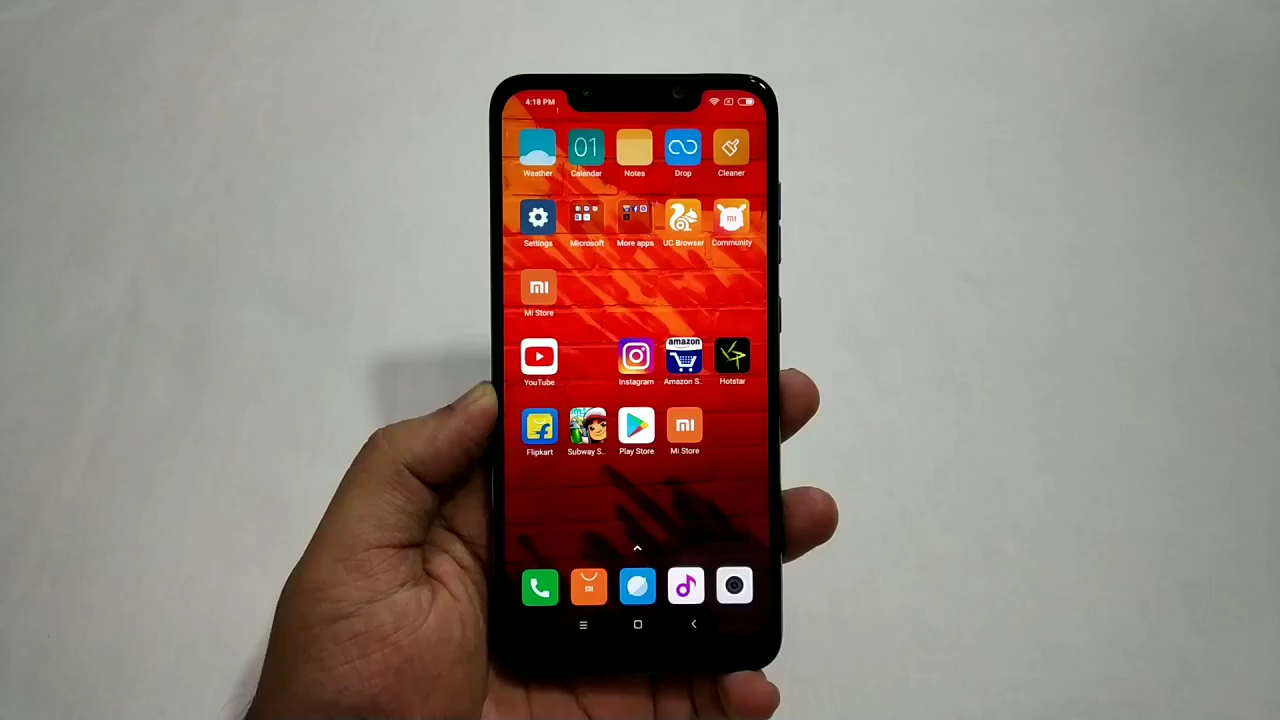 4:18 PM
01
Weather Calendar Notes Drop Cleaner
mi
Settings Microsoft More apps UC Browser Community
mi
Mi Store
amazon
YouTube Instagram Amazon S.. Hotstar
mi
Flipkart Subway S.. Play Store Mi Store
mi